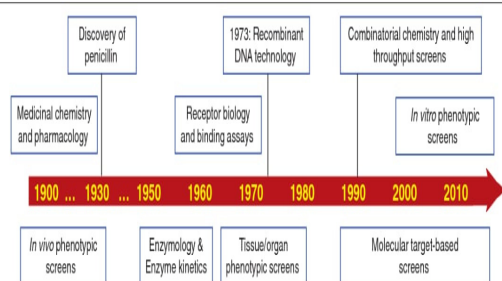 Discovery of
penicillin
1973: Recombinant
DNA technology
Combinatorial chemistry and high
throughput screens
Medicinal chemistry
and pharmacology
Receptor biology
and binding assays
In vitro phenotypic
screens
1900 ... 1930 ... 1950 1960 1970 1980 1990 2000 2010
In vivo phenotypic
screens
Enzymology &
Enzyme kinetics
Tissue/organ
phenotypic screens
Molecular target-based
screens